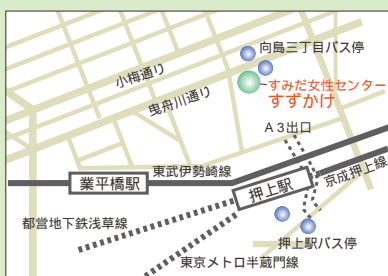 向島三丁目バス停
小梅通り
すみだ女性センター
すずかけ
曳舟川通り
A3出口
東武伊勢崎線
京成押上線
業平橋駅
押上駅
都営地下鉄浅草線
押上駅バス停
東京メトロ半蔵門線